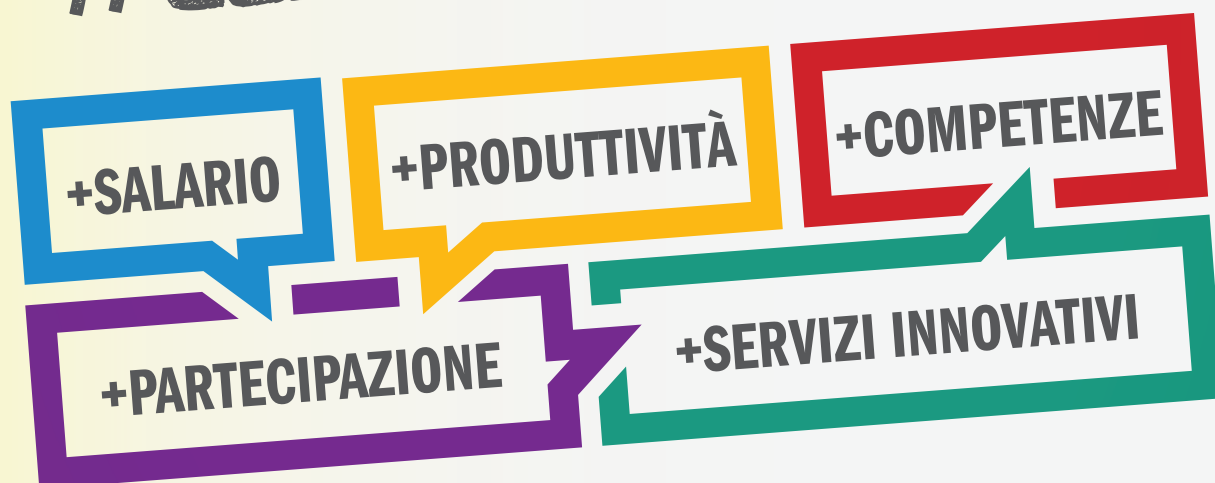 +SALARIO
+PRODUTTIVITÀ
+COMPETENZE
+PARTECIPAZIONE
+SERVIZI INNOVATIVI